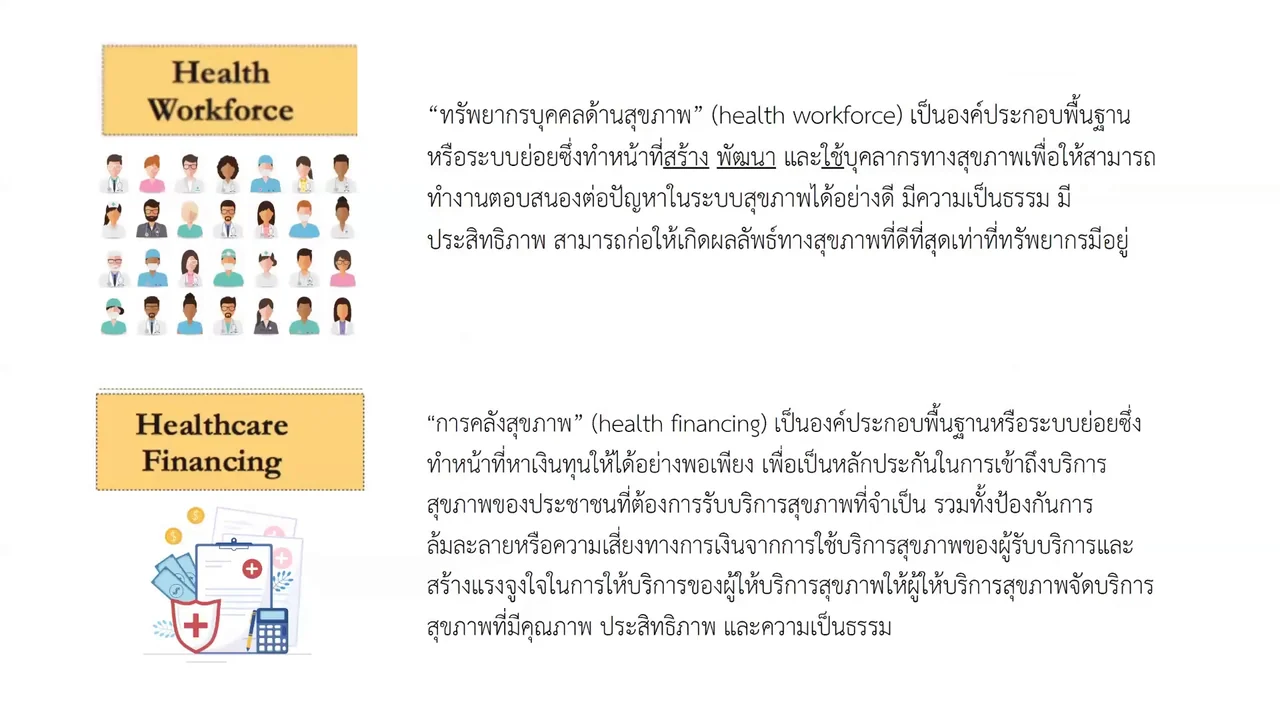 Health
Workforce
“ทรัพยากรบุคคลด้านสุขภาพ” (health workforce) เป็นองค์ประกอบพื้นฐาน
หรือระบบย่อยซึ่งทำหน้าที่สร้าง พัฒนา และใช้บุคลากรทางสุขภาพเพื่อให้สามารถ
ทำงานตอบสนองต่อปัญหาในระบบสุขภาพได้อย่างดี มีความเป็นธรรม มี
ประสิทธิภาพ สามารถก่อให้เกิดผลลัพธ์ทางสุขภาพที่ดีที่สุดเท่าที่ทรัพยากรมีอยู่
Healthcare
Financing
“การคลังสุขภาพ” (health financing) เป็นองค์ประกอบพื้นฐานหรือระบบย่อยซึ่ง
ทำหน้าที่หาเงินทุนให้ได้อย่างพอเพียง เพื่อเป็นหลักประกันในการเข้าถึงบริการ
สุขภาพของประชาชนที่ต้องการรับบริการสุขภาพที่จำเป็น รวมทั้งป้องกันการ
ล้มละลายหรือความเสี่ยงทางการเงินจากการใช้บริการสุขภาพของผู้รับบริการและ
สร้างแรงจูงใจในการให้บริการของผู้ให้บริการสุขภาพให้ผู้ให้บริการสุขภาพจัดบริการ
สุขภาพที่มีคุณภาพ ประสิทธิภาพ และความเป็นธรรม